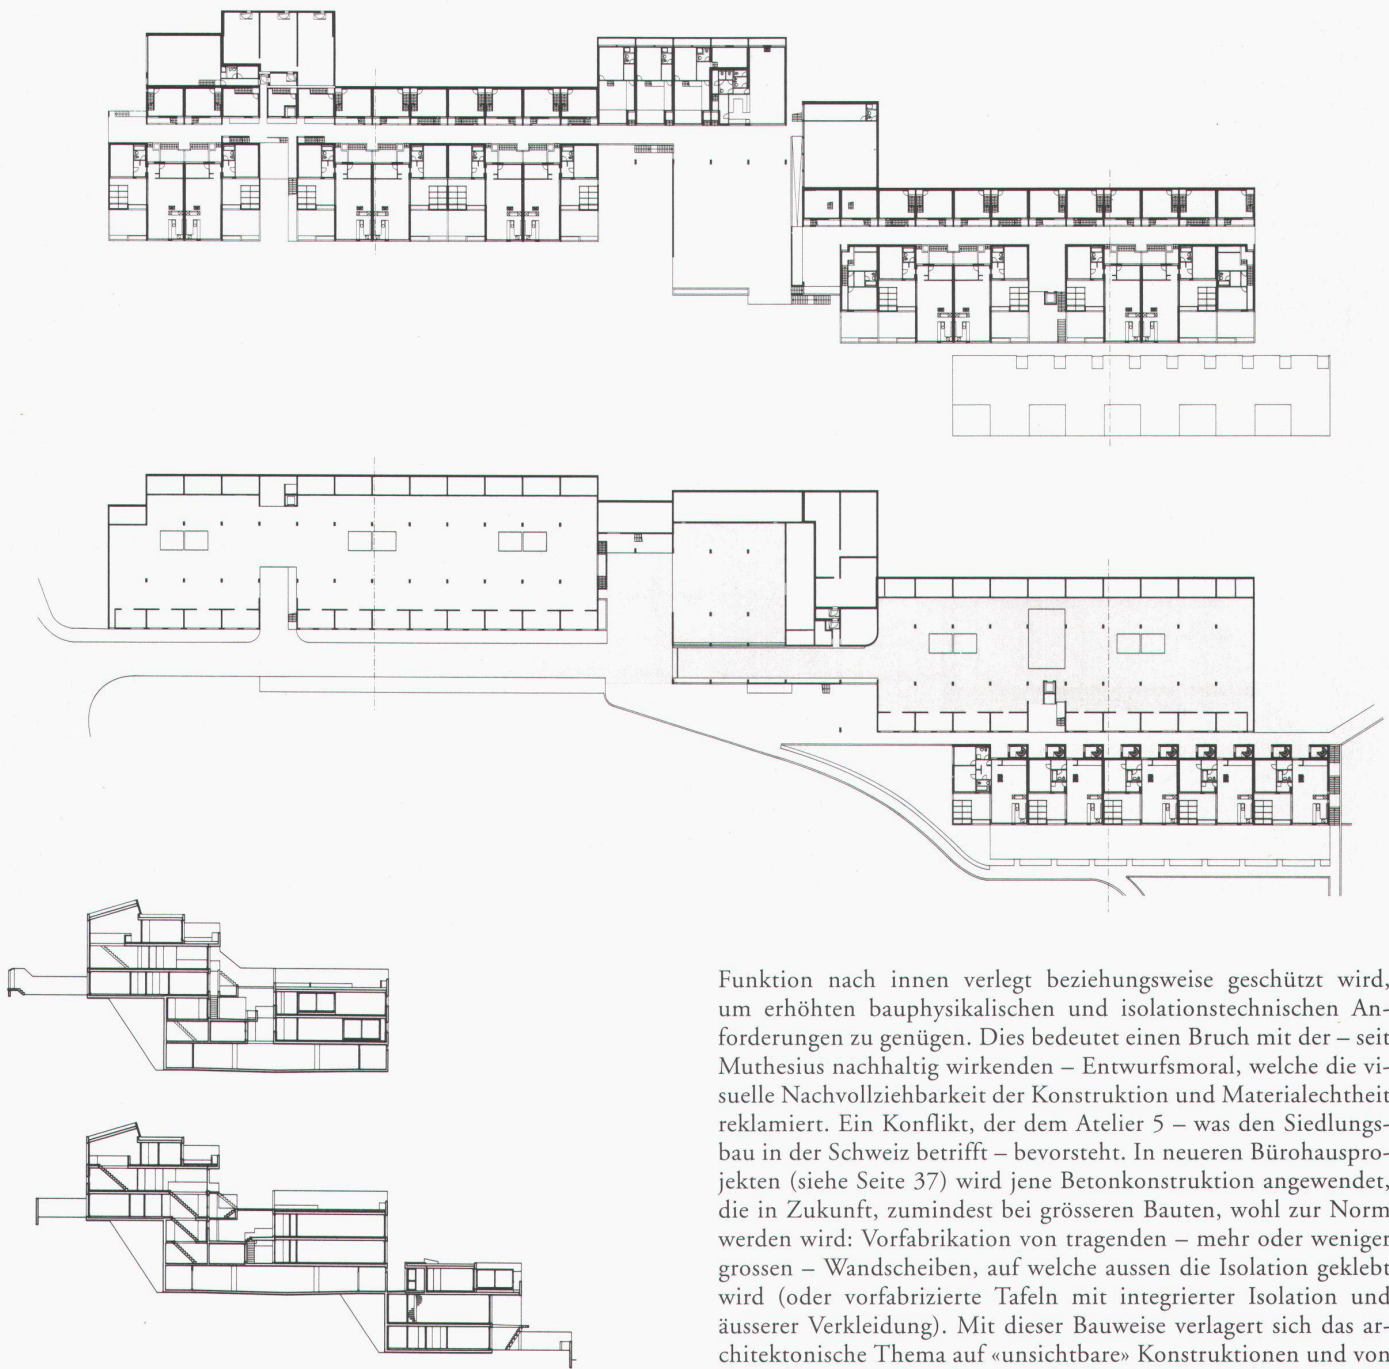 Funktion nach innen verlegt beziehungsweise geschützt wird,
um erhöhten bauphysikalischen und isolationstechnischen An-
forderungen zu genügen. Dies bedeutet einen Bruch mit der – seit
Muthesius nachhaltig wirkenden – Entwurfsmoral, welche die vi-
suelle Nachvollziehbarkeit der Konstruktion und Materialechtheit
reklamiert. Ein Konflikt, der dem Atelier 5 – was den Siedlungs-
bau in der Schweiz betrifft – bevorsteht. In neueren Bürohauspro-
jekten (siehe Seite 37) wird jene Betonkonstruktion angewendet,
die in Zukunft, zumindest bei grösseren Bauten, wohl zur Norm
werden wird: Vorfabrikation von tragenden – mehr oder weniger
grossen – Wandscheiben, auf welche aussen die Isolation geklebt
wird (oder vorfabrizierte Tafeln mit integrierter Isolation und
äusserer Verkleidung). Mit dieser Bauweise verlagert sich das ar-
chitektonische Thema auf «unsichtbare» Konstruktionen und von